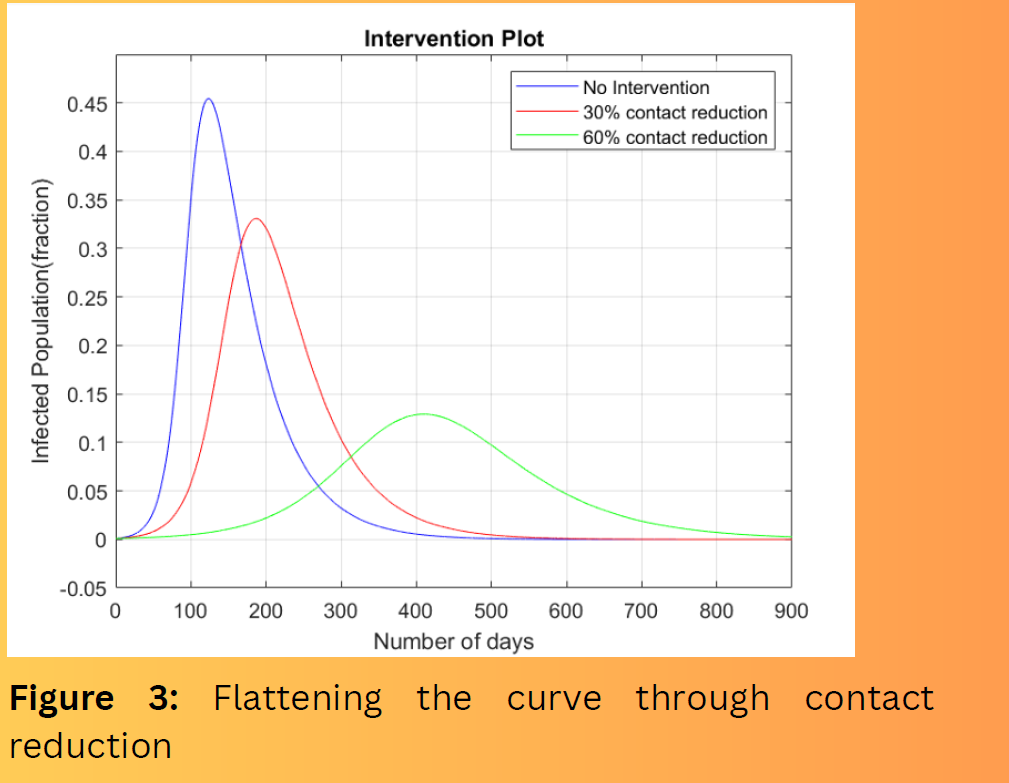 Intervention Plot
No Intervention
30% contact reduction
60% contact reduction
Infected Population(fraction)
0.45
0.4
0.35
0.3
0.25
0.2
0.15
0.1
0.05
0
-0.05
0 100 200 300 400 500 600 700 800 900
Number of days
Figure 3: Flattening the curve through contact
reduction